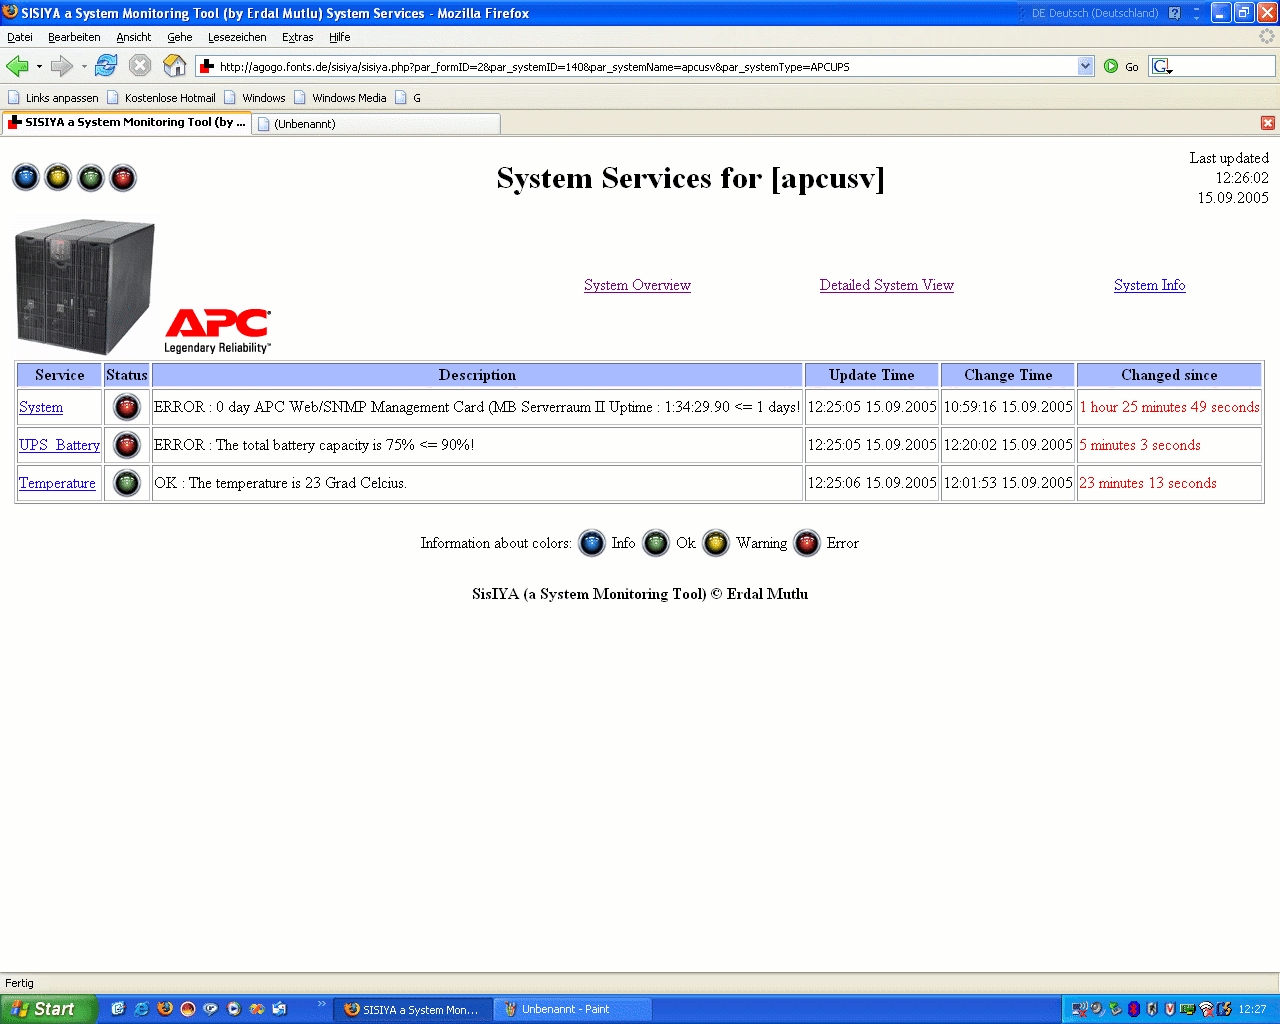 SISIYA a System Monitoring Tool (by Erdal Mutlu) System Services - Mozilla Firefox
DE Deutsch (Deutschland)
Datei Bearbeiten Ansicht Gehe Lesezeichen Extras Hilfe
http://agogo.fonts.de/sisiya/sisiya.php?par_formID=2&par_systemID=140&par_systemName=apcusv&par_systemType=APCUPS
Go
G
Links anpassen Kostenlose Hotmail Windows Windows Media G
SISIYA a System Monitoring Tool (by ...
(Unbenannt)
System Services for [apcusv]
Last updated
12:26:02
15.09.2005
System Overview
Detailed System View
System Info
APC
Legendary Reliability™
Service Status Description Update Time Change Time Changed since
System ERROR : 0 day APC Web/SNMP Management Card (MB Serverraum II Uptime : 1:34:29.90 <= 1 days! 12:25:05 15.09.2005 10:59:16 15.09.2005 1 hour 25 minutes 49 seconds
UPS_Battery ERROR : The total battery capacity is 75% <= 90%! 12:25:05 15.09.2005 12:20:02 15.09.2005 5 minutes 3 seconds
Temperature OK : The temperature is 23 Grad Celcius. 12:25:06 15.09.2005 12:01:53 15.09.2005 23 minutes 13 seconds
Information about colors: Info Ok Warning Error
SisIYA (a System Monitoring Tool) © Erdal Mutlu
Fertig
Start
SISIYA a System Mon...
Unbenannt - Paint
12:27